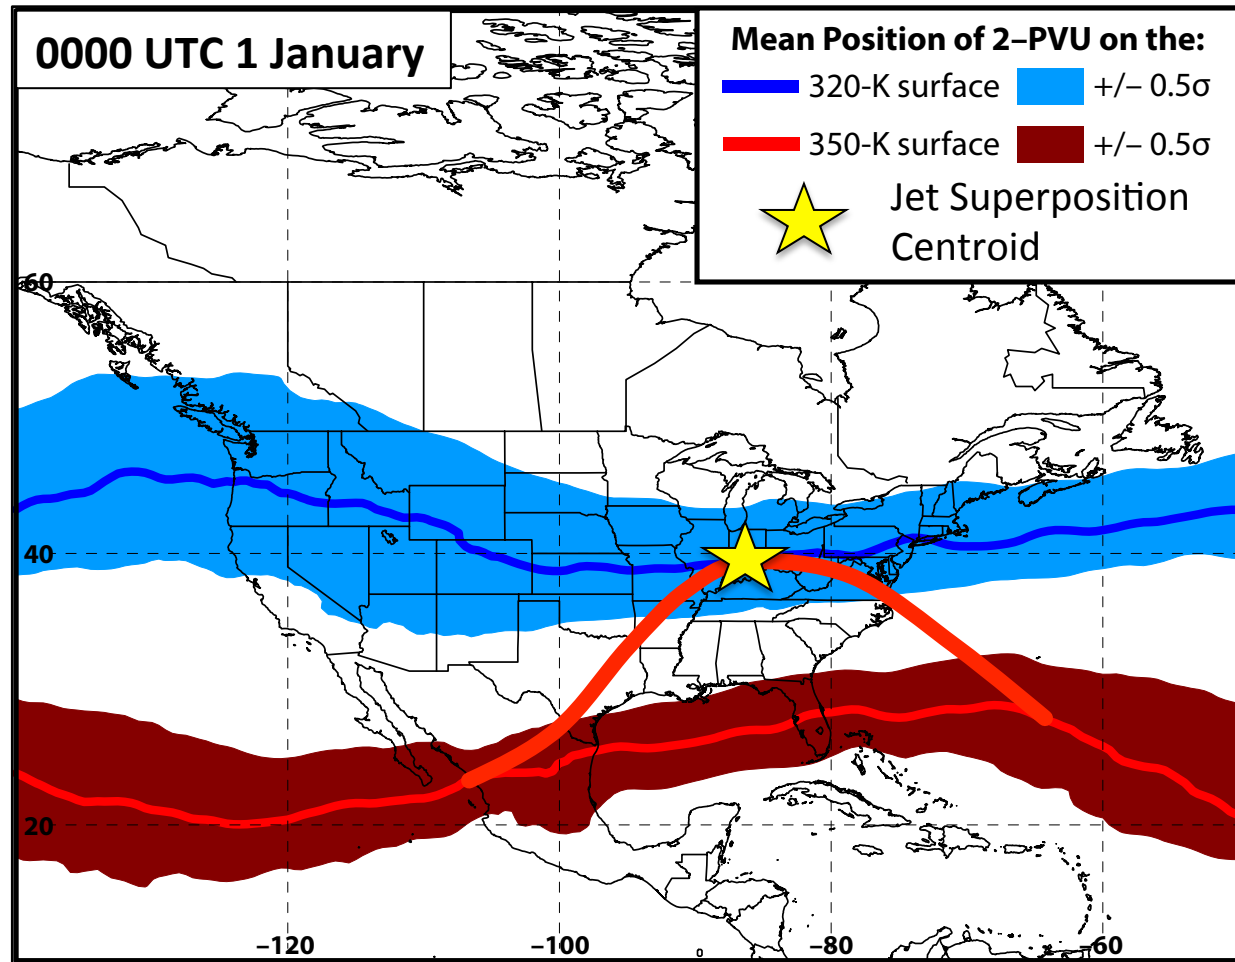 0000 UTC 1 January
Mean Position of 2–PVU on the:
320-K surface +/– 0.5σ
350-K surface +/– 0.5σ
Jet Superposition
Centroid
60
40
20
–120 –100 –80 –60